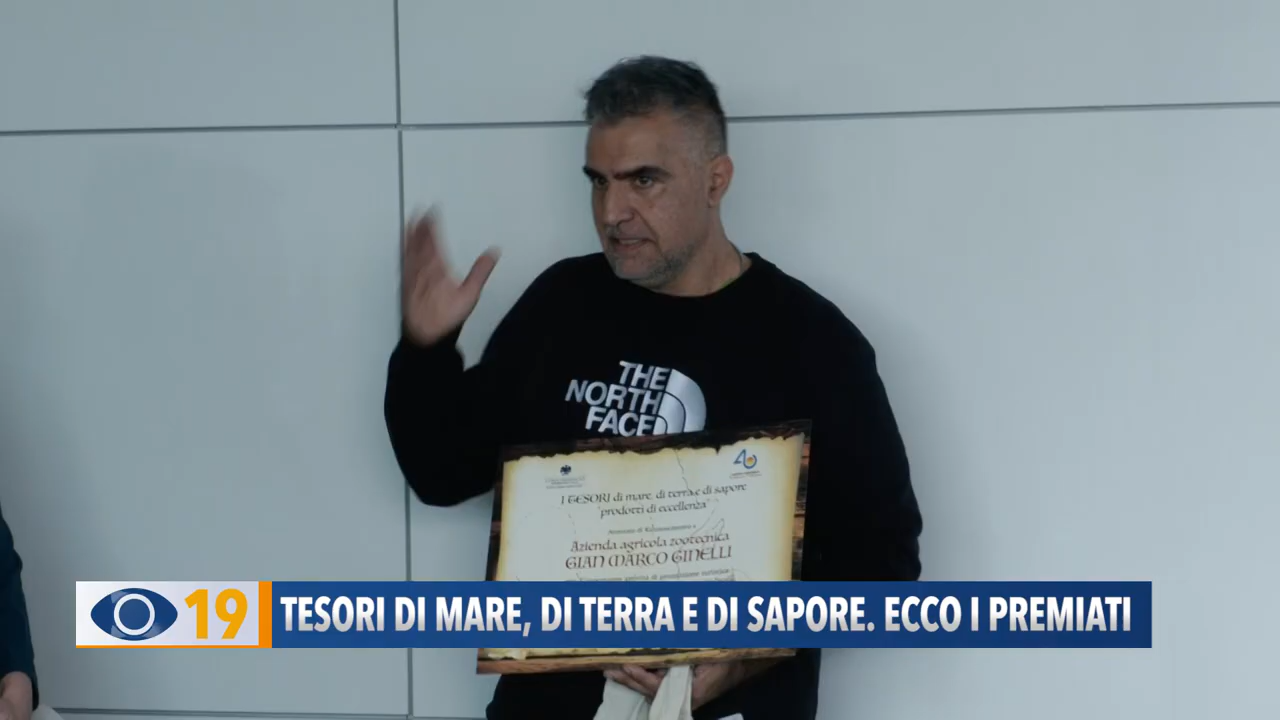 THE
NORTH
FACE
I TESORI di mare, di terra e di sapore
"prodotti di eccellenza"
Azienda agricola zootecnica
GIAN MARCO GINELLI
19
TESORI DI MARE, DI TERRA E DI SAPORE. ECCO I PREMIATI